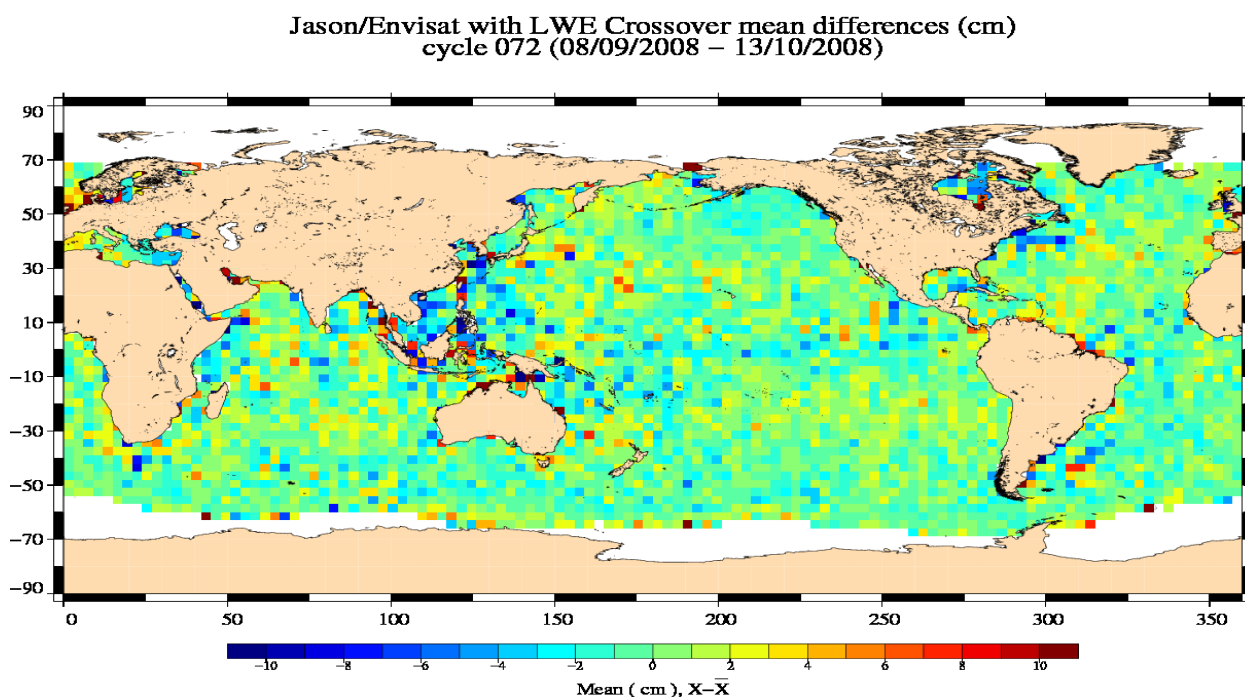 Jason/Envisat with LWE Crossover mean differences (cm)
cycle 072 (08/09/2008 − 13/10/2008)
90
70
50
30
10
−10
−30
−50
−70
−90
0 50 100 150 200 250 300 350
−10 −8 −6 −4 −2 0 2 4 6 8 10
Mean ( cm ), X−X̅